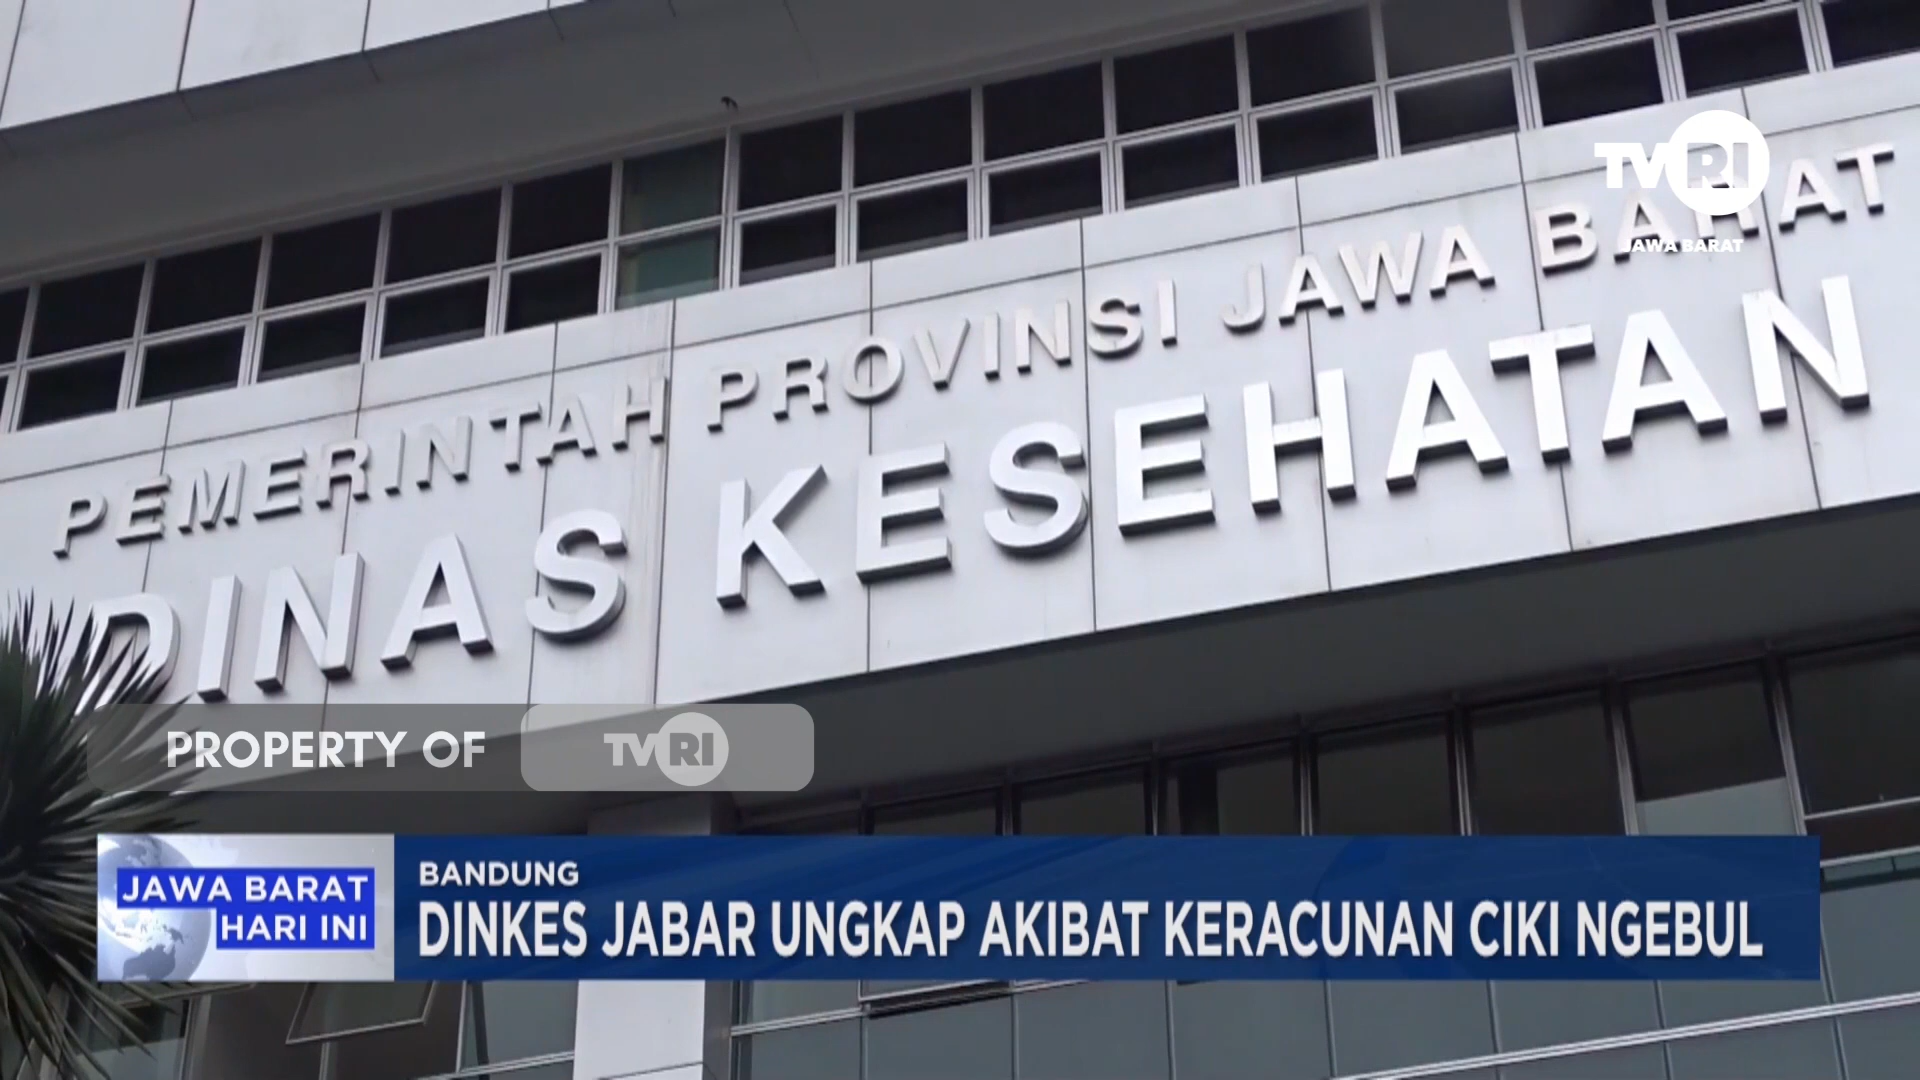 TVRI
JAWA BARAT
PEMERINTAH PROVINSI JAWA BARAT
DINAS KESEHATAN
PROPERTY OF TVRI
JAWA BARAT
HARI INI
BANDUNG
DINKES JABAR UNGKAP AKIBAT KERACUNAN CIKI NGEBUL